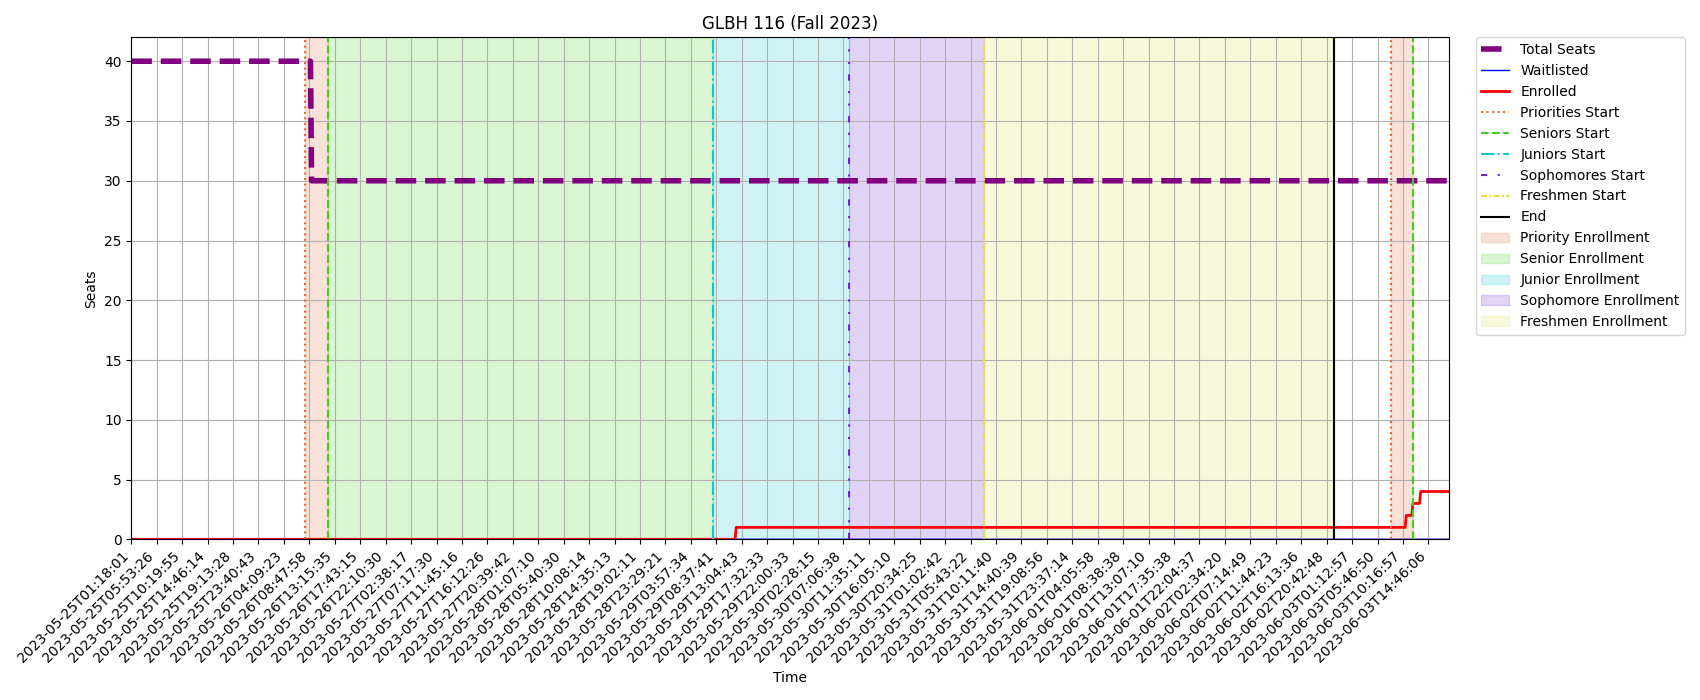 GLBH 116 (Fall 2023)
Total Seats
Waitlisted
Enrolled
Priorities Start
Seniors Start
Juniors Start
Sophomores Start
Freshmen Start
End
Priority Enrollment
Senior Enrollment
Junior Enrollment
Sophomore Enrollment
Freshmen Enrollment
Seats
40
35
30
25
20
15
10
5
0
2023-05-25T01:18:01
2023-05-25T05:53:26
2023-05-25T10:19:55
2023-05-25T14:46:14
2023-05-25T19:13:28
2023-05-25T23:40:43
2023-05-26T04:09:23
2023-05-26T08:47:58
2023-05-26T13:15:35
2023-05-26T17:43:15
2023-05-26T22:10:30
2023-05-27T02:38:17
2023-05-27T07:17:30
2023-05-27T11:45:16
2023-05-27T16:12:26
2023-05-27T20:39:42
2023-05-28T01:07:10
2023-05-28T05:40:30
2023-05-28T10:08:14
2023-05-28T14:35:13
2023-05-28T19:02:11
2023-05-28T23:29:21
2023-05-29T03:57:34
2023-05-29T08:37:41
2023-05-29T13:04:43
2023-05-29T17:32:33
2023-05-29T22:00:33
2023-05-30T02:28:15
2023-05-30T07:06:38
2023-05-30T11:35:11
2023-05-30T16:05:10
2023-05-30T20:34:25
2023-05-31T01:02:42
2023-05-31T05:43:22
2023-05-31T10:11:40
2023-05-31T14:40:39
2023-05-31T19:08:56
2023-05-31T23:37:14
2023-06-01T04:05:58
2023-06-01T08:38:38
2023-06-01T13:07:10
2023-06-01T17:35:38
2023-06-01T22:04:37
2023-06-02T02:34:20
2023-06-02T07:14:49
2023-06-02T11:44:23
2023-06-02T16:13:36
2023-06-02T20:42:48
2023-06-03T01:12:57
2023-06-03T05:46:50
2023-06-03T10:16:57
2023-06-03T14:46:06
Time